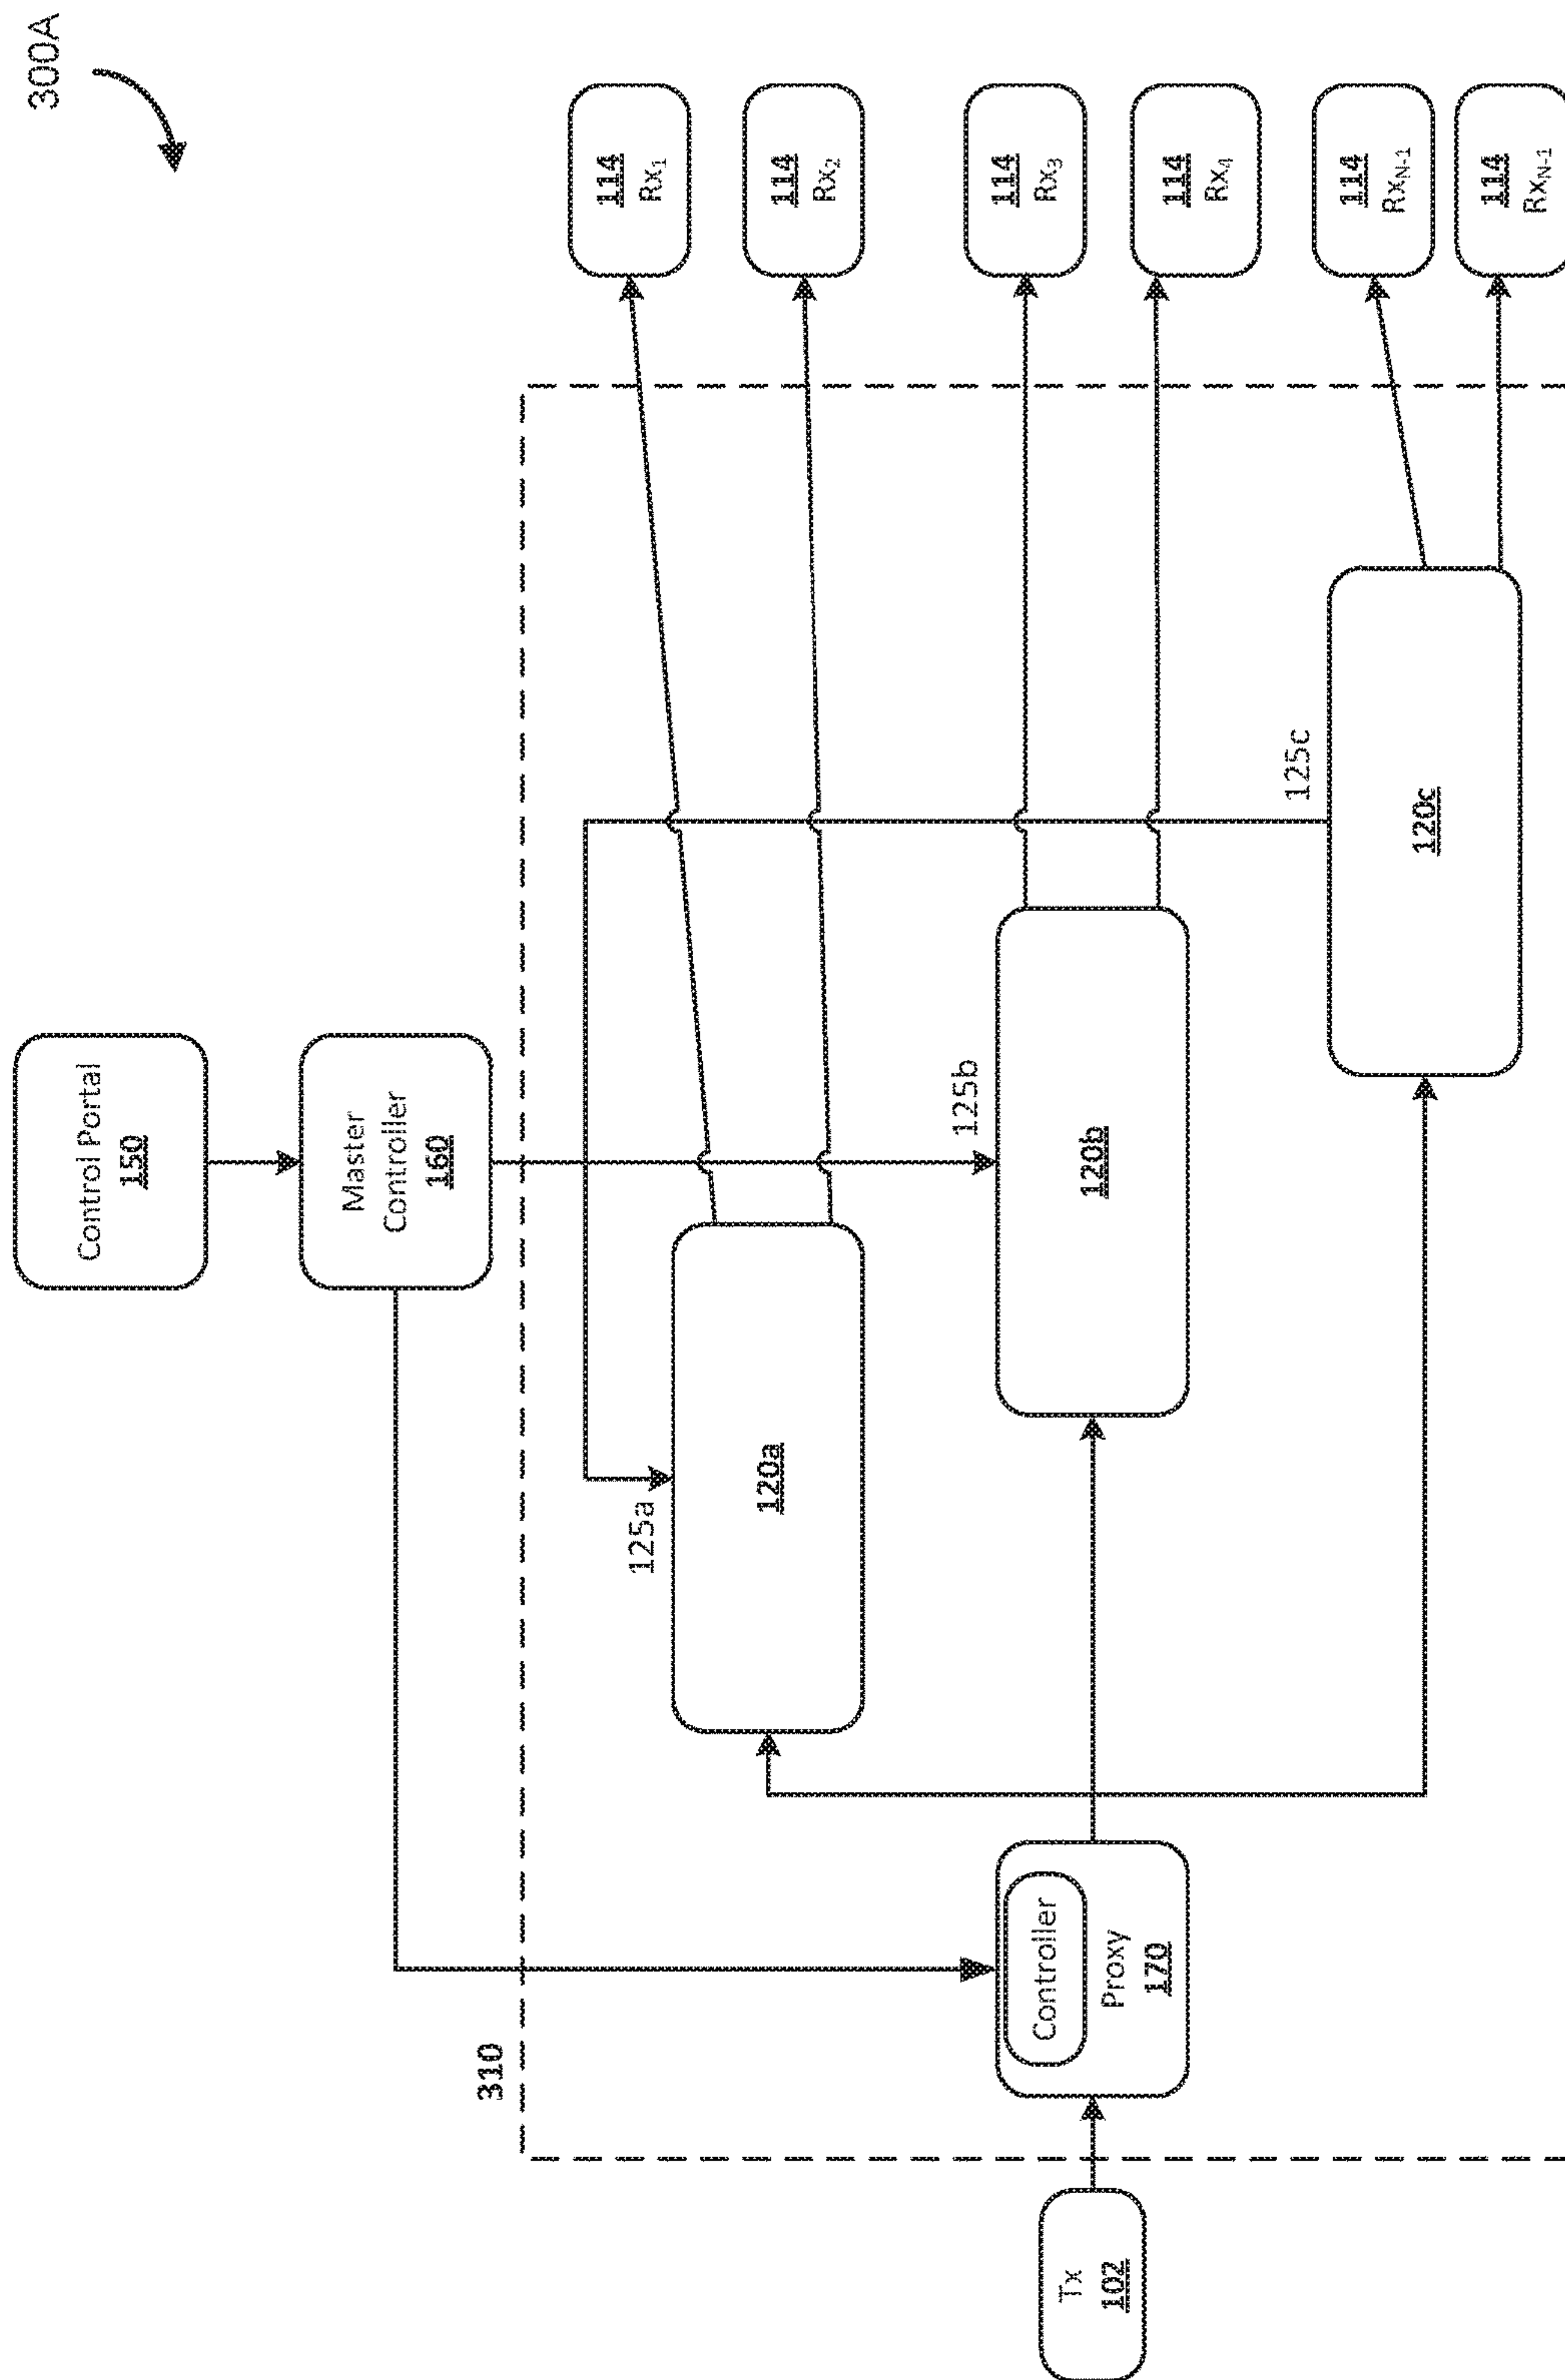 300A
Control Portal
150
Master
Controller
160
310
114
Rx1
114
Rx2
114
Rx3
114
Rx4
114
RxN-1
114
RxN-1
125a
120a
125b
120b
125c
120c
Controller
Proxy
170
Tx
102